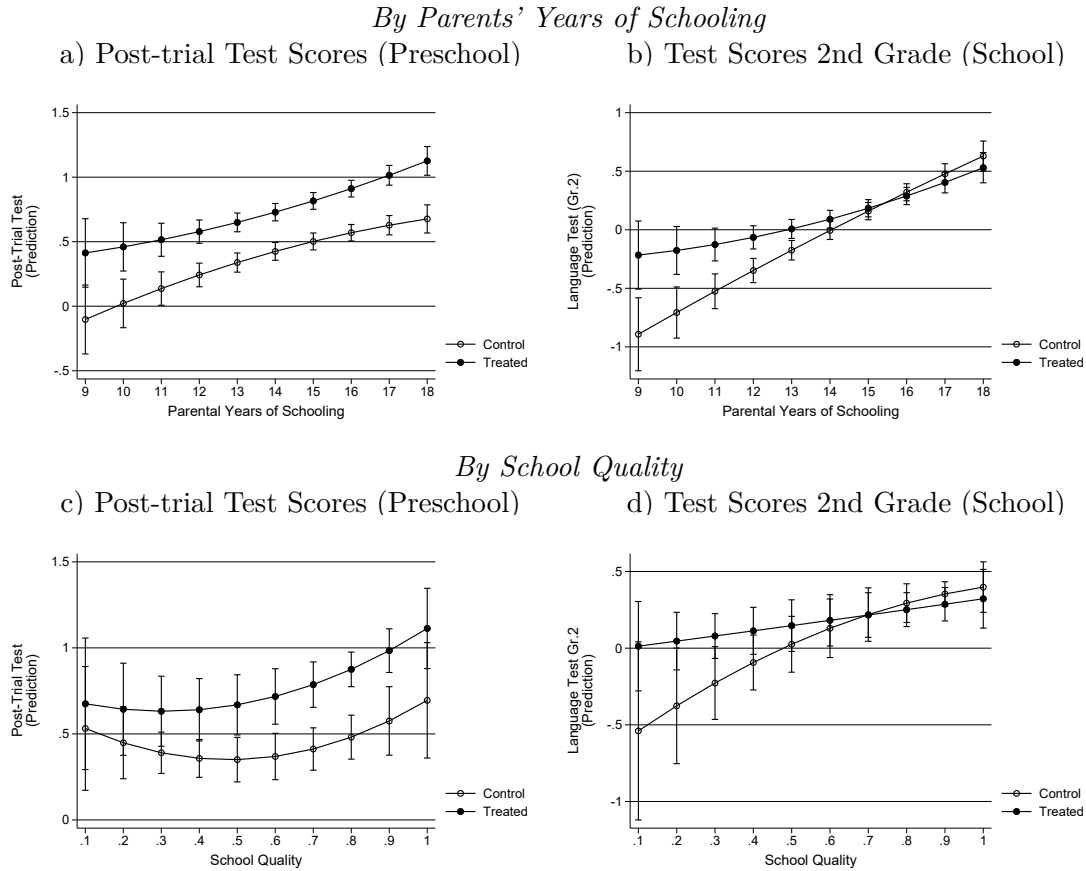 By Parents' Years of Schooling
a) Post-trial Test Scores (Preschool)
b) Test Scores 2nd Grade (School)
1.5
1
.5
0
-.5
Post-Trial Test
(Prediction)
9 10 11 12 13 14 15 16 17 18
Parental Years of Schooling
Control
Treated
1
.5
0
-.5
-1
Language Test (Gr.2)
(Prediction)
9 10 11 12 13 14 15 16 17 18
Parental Years of Schooling
Control
Treated
By School Quality
c) Post-trial Test Scores (Preschool)
d) Test Scores 2nd Grade (School)
1.5
1
.5
0
Post-Trial Test
(Prediction)
.1 .2 .3 .4 .5 .6 .7 .8 .9 1
School Quality
Control
Treated
.5
0
-.5
-1
Language Test Gr.2
(Prediction)
.1 .2 .3 .4 .5 .6 .7 .8 .9 1
School Quality
Control
Treated